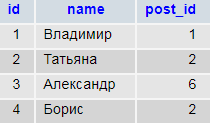 id name post_id
1 Владимир 1
2 Татьяна 2
3 Александр 6
4 Борис 2